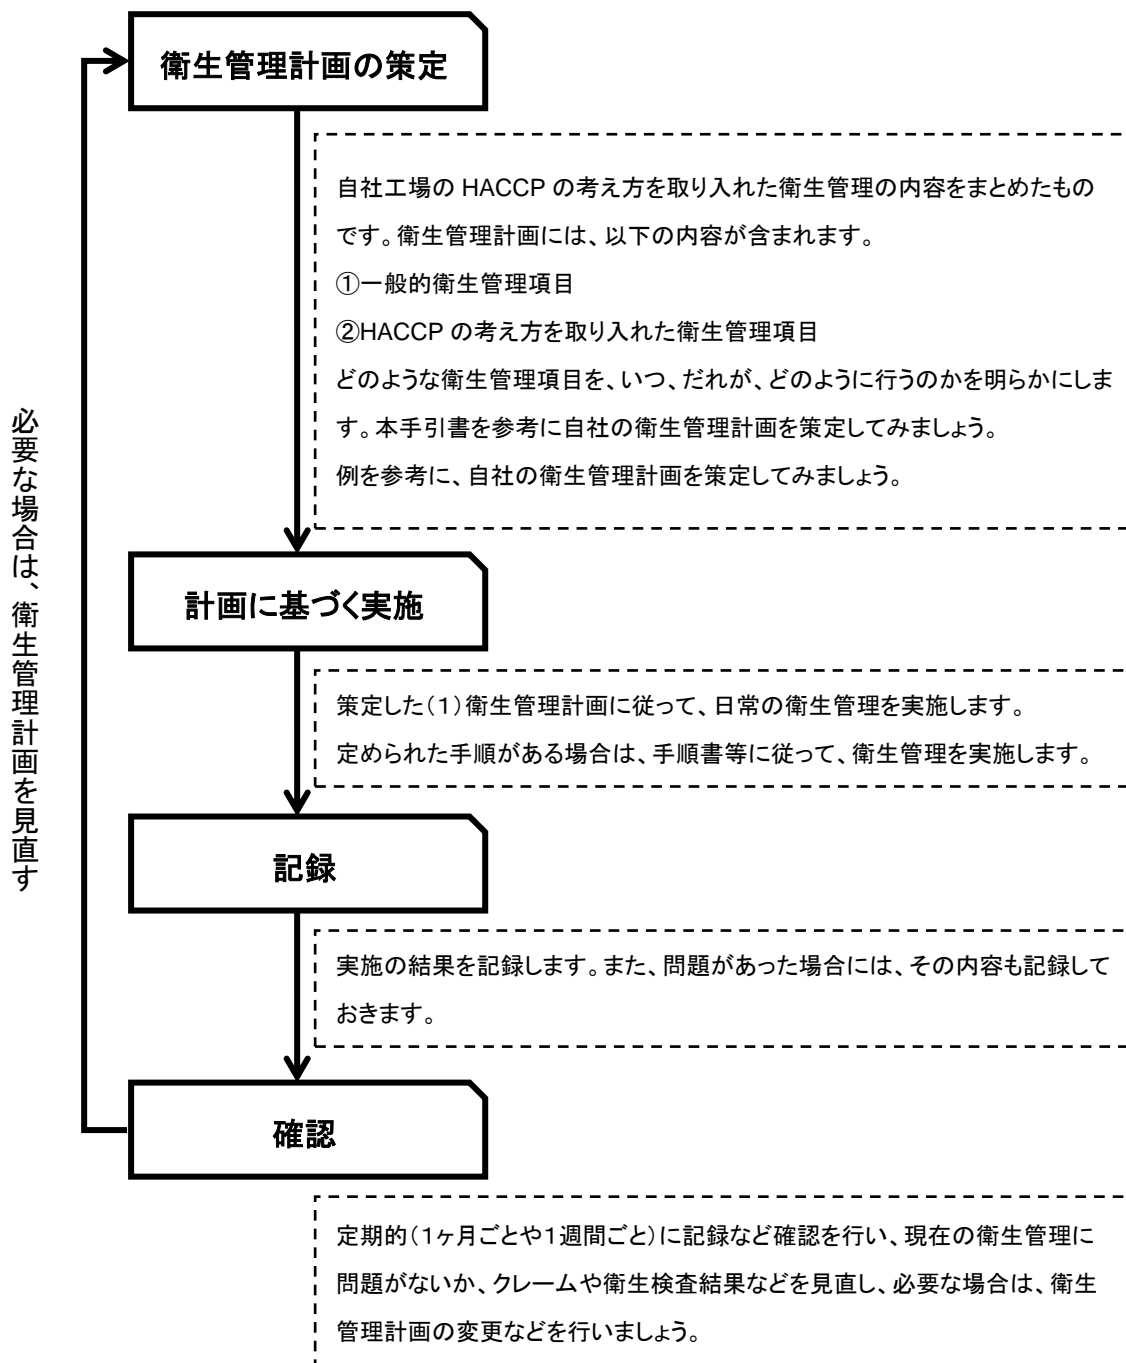 衛生管理計画の策定
自社工場の HACCP の考え方を取り入れた衛生管理の内容をまとめたもの
です。衛生管理計画には、以下の内容が含まれます。
①一般的衛生管理項目
②HACCP の考え方を取り入れた衛生管理項目
どのような衛生管理項目を、いつ、だれが、どのように行うのかを明らかにしま
す。本手引書を参考に自社の衛生管理計画を策定してみましょう。
例を参考に、自社の衛生管理計画を策定してみましょう。
計画に基づく実施
策定した(1)衛生管理計画に従って、日常の衛生管理を実施します。
定められた手順がある場合は、手順書等に従って、衛生管理を実施します。
記録
実施の結果を記録します。また、問題があった場合には、その内容も記録して
おきます。
確認
定期的(1ヶ月ごとや1週間ごと)に記録など確認を行い、現在の衛生管理に
問題がないか、クレームや衛生検査結果などを見直し、必要な場合は、衛生
管理計画の変更などを行いましょう。
必要な場合は、衛生管理計画を見直す